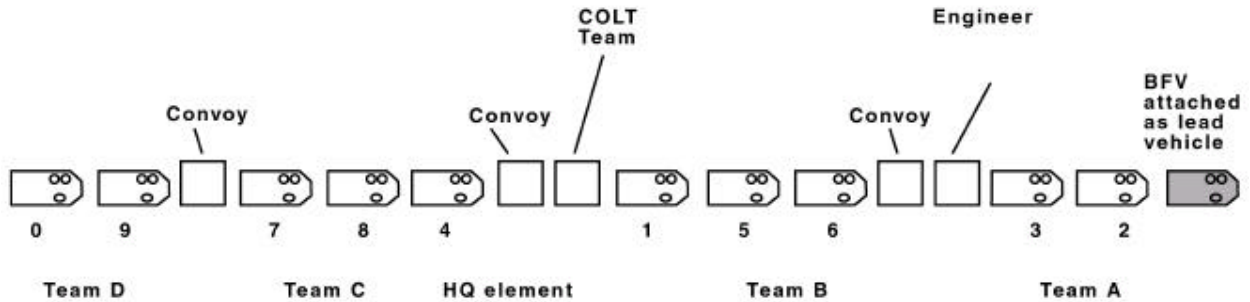 COLT
Team
Engineer
BFV
attached
as lead
vehicle
Convoy
Convoy
Convoy
0 9 7 8 4 1 5 6 3 2
Team D Team C HQ element Team B Team A